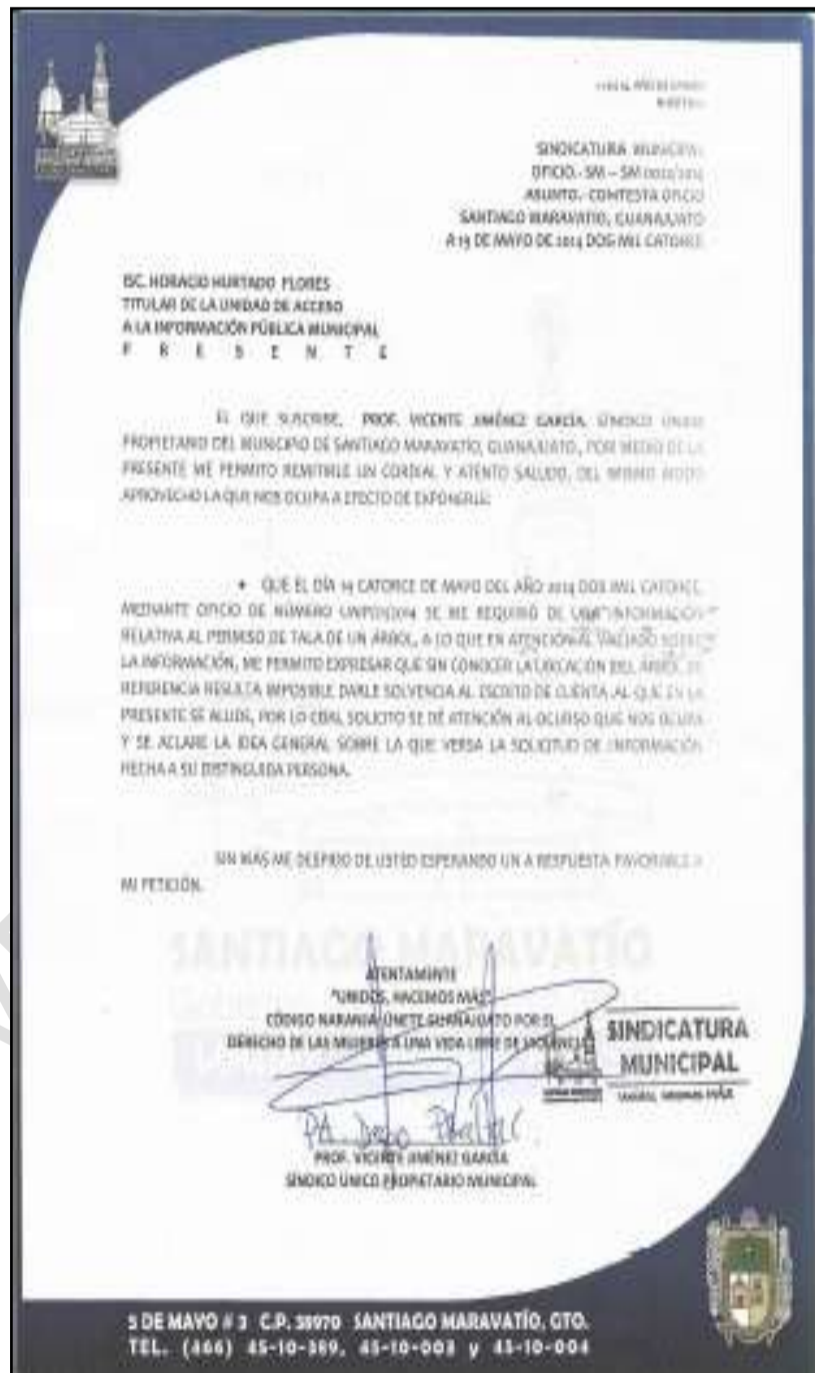 SINDICATURA MUNICIPAL
OFICIO.- SM – SM
ASUNTO.- CONTESTA OFICIO
SANTIAGO MARAVATÍO, GUANAJUATO
A 19 DE MAYO DE 2014 DOS MIL CATORCE
ISC. HORACIO HURTADO FLORES
TITULAR DE LA UNIDAD DE ACCESO
A LA INFORMACIÓN PÚBLICA MUNICIPAL
P R E S E N T E
EL QUE SUSCRIBE, PROF. VICENTE JIMÉNEZ GARCÍA, SÍNDICO ÚNICO
PROPIETARIO DEL MUNICIPIO DE SANTIAGO MARAVATÍO, GUANAJUATO, POR MEDIO DE LA
PRESENTE ME PERMITO REMITIRLE UN CORDIAL Y ATENTO SALUDO, DEL MISMO MODO
APROVECHO LA QUE NOS OCUPA A EFECTO DE EXPONERLE:
• QUE EL DÍA 14 CATORCE DE MAYO DEL AÑO 2014 DOS MIL CATORCE,
MEDIANTE OFICIO DE NÚMERO SE ME REQUIRIÓ DE UNA INFORMACIÓN
RELATIVA AL PERMISO DE TALA DE UN ÁRBOL, A LO QUE EN ATENCIÓN AL VACIADO SOBRE
LA INFORMACIÓN, ME PERMITO EXPRESAR QUE SIN CONOCER LA UBICACIÓN DEL ÁRBOL DE
REFERENCIA RESULTA IMPOSIBLE DARLE SOLVENCIA AL ESCRITO DE CUENTA AL QUE EN LA
PRESENTE SE ALUDE, POR LO CUAL SOLICITO SE DÉ ATENCIÓN AL OCURSO QUE NOS OCUPA
Y SE ACLARE LA IDEA GENERAL SOBRE LA QUE VERSA LA SOLICITUD DE INFORMACIÓN
HECHA A SU DISTINGUIDA PERSONA.
SIN MÁS ME DESPIDO DE USTED ESPERANDO UN A RESPUESTA FAVORABLE A
MI PETICIÓN.
SANTIAGO MARAVATÍO
ATENTAMENTE
"UNIDOS, HACEMOS MÁS"
CÓDIGO NARANJA: ÚNETE GUANAJUATO POR EL
DERECHO DE LAS MUJERES A UNA VIDA LIBRE DE VIOLENCIA
SINDICATURA
MUNICIPAL
P.A.
PROF. VICENTE JIMÉNEZ GARCÍA
SÍNDICO ÚNICO PROPIETARIO MUNICIPAL
5 DE MAYO # 3 C.P. 38970 SANTIAGO MARAVATÍO, GTO.
TEL. (466) 45-10-389, 45-10-003 y 45-10-004